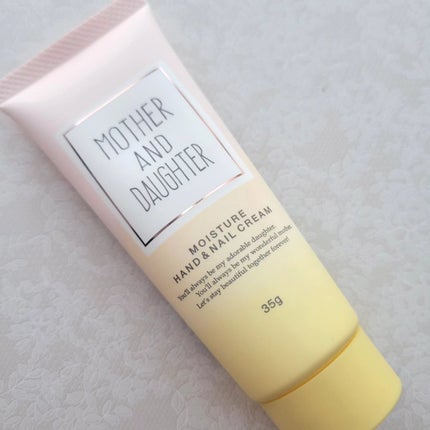 MOTHER
AND
DAUGHTER
MOISTURE
HAND & NAIL CREAM
You'll always be my adorable daughter.
You'll always be my wonderful mother.
Let's stay beautiful together forever!
35g